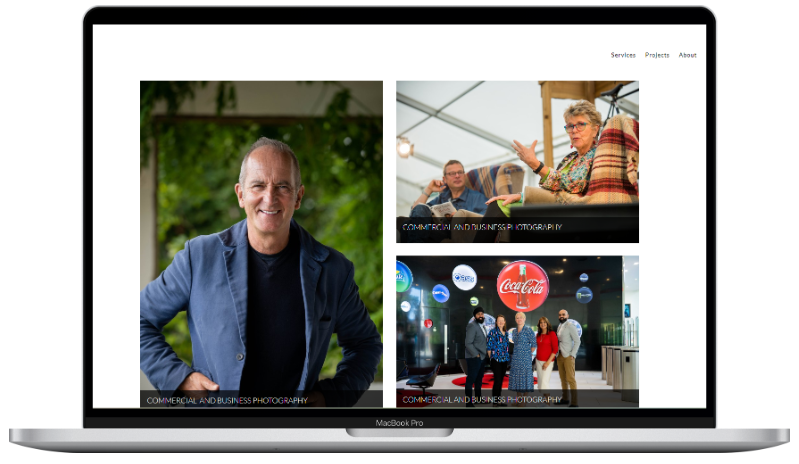 Services Projects About
COMMERCIAL AND BUSINESS PHOTOGRAPHY
Coca-Cola
COMMERCIAL AND BUSINESS PHOTOGRAPHY
COMMERCIAL AND BUSINESS PHOTOGRAPHY
MacBook Pro